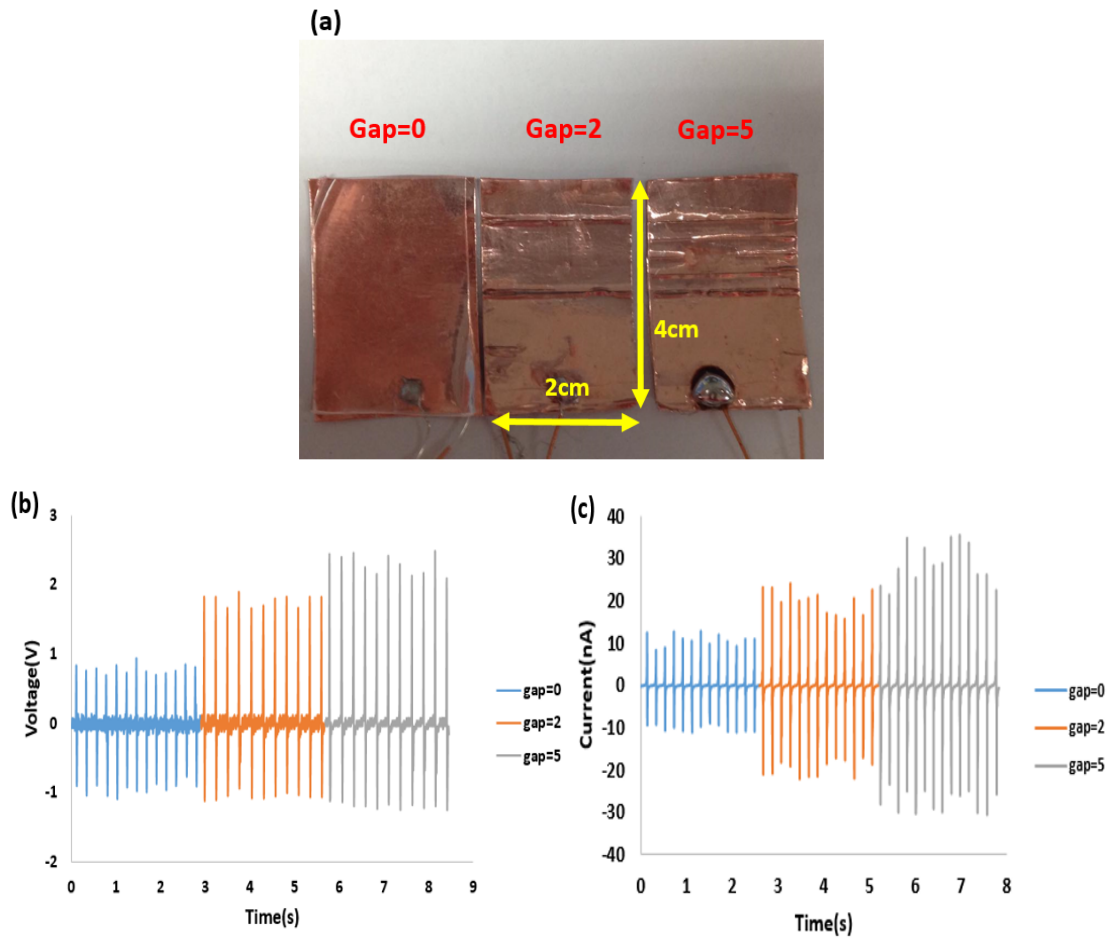 (a)
Gap=0 Gap=2 Gap=5
4cm
2cm
(b)
3
2
1
0
-1
-2
Voltage(V)
0 1 2 3 4 5 6 7 8 9
Time(s)
gap=0
gap=2
gap=5
(c)
40
30
20
10
0
-10
-20
-30
-40
Current(nA)
0 1 2 3 4 5 6 7 8
Time(s)
gap=0
gap=2
gap=5